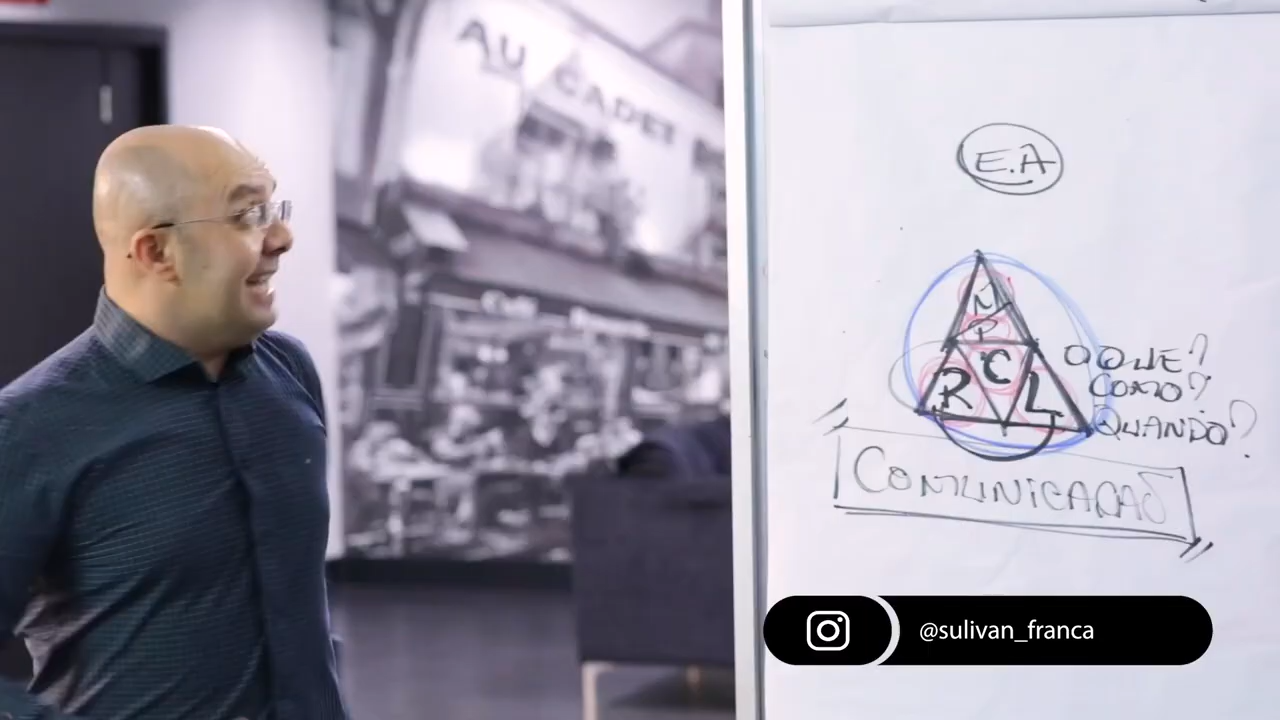 AU CADET
E.A
N
P
R C L
O QUE?
COMO?
QUANDO?
COMUNICAÇÃO
@sulivan_franca